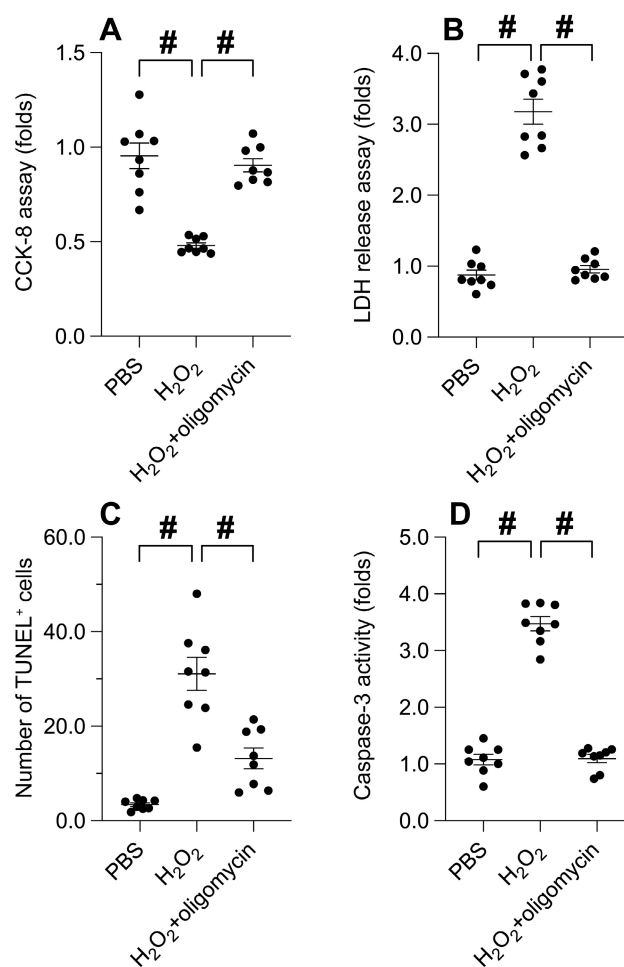 A
# #
CCK-8 assay (folds)
1.5
1.0
0.5
0.0
PBS
H₂O₂
H₂O₂+oligomycin
B
# #
LDH release assay (folds)
4.0
3.0
2.0
1.0
0.0
PBS
H₂O₂
H₂O₂+oligomycin
C
# #
Number of TUNEL⁺ cells
60.0
40.0
20.0
0.0
PBS
H₂O₂
H₂O₂+oligomycin
D
# #
Caspase-3 activity (folds)
5.0
4.0
3.0
2.0
1.0
0.0
PBS
H₂O₂
H₂O₂+oligomycin